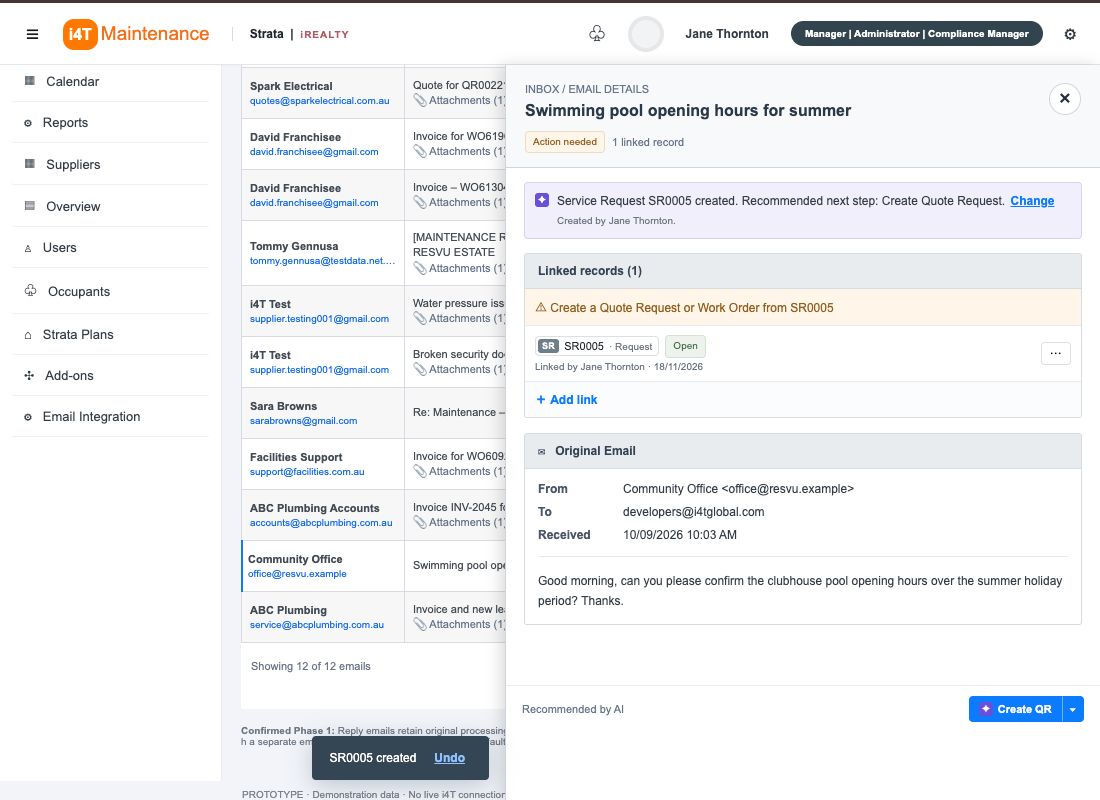 i4T Maintenance
Strata | iREALTY
Jane Thornton
Manager | Administrator | Compliance Manager
Calendar
Reports
Suppliers
Overview
Users
Occupants
Strata Plans
Add-ons
Email Integration
Spark Electrical
quotes@sparkelectrical.com.au
Quote for QR0022
Attachments (1)
David Franchisee
david.franchisee@gmail.com
Invoice for WO619
Attachments (1)
David Franchisee
david.franchisee@gmail.com
Invoice – WO6130
Attachments (1)
Tommy Gennusa
tommy.gennusa@testdata.net....
[MAINTENANCE R
RESVU ESTATE
Attachments (1)
i4T Test
supplier.testing001@gmail.com
Water pressure iss
Attachments (1)
i4T Test
supplier.testing001@gmail.com
Broken security do
Attachments (1)
Sara Browns
sarabrowns@gmail.com
Re: Maintenance –
Facilities Support
support@facilities.com.au
Invoice for WO609
Attachments (1)
ABC Plumbing Accounts
accounts@abcplumbing.com.au
Invoice INV-2045 fo
Attachments (1)
Community Office
office@resvu.example
Swimming pool ope
ABC Plumbing
service@abcplumbing.com.au
Invoice and new le
Attachments (1)
Showing 12 of 12 emails
Confirmed Phase 1: Reply emails retain original processing
h a separate em
fault
SR0005 created Undo
PROTOTYPE · Demonstration data · No live i4T connection
INBOX / EMAIL DETAILS
Swimming pool opening hours for summer
Action needed 1 linked record
Service Request SR0005 created. Recommended next step: Create Quote Request. Change
Created by Jane Thornton.
Linked records (1)
⚠ Create a Quote Request or Work Order from SR0005
SR SR0005 · Request Open
Linked by Jane Thornton · 18/11/2026
+ Add link
Original Email
From Community Office <office@resvu.example>
To developers@i4tglobal.com
Received 10/09/2026 10:03 AM
Good morning, can you please confirm the clubhouse pool opening hours over the summer holiday
period? Thanks.
Recommended by AI
Create QR